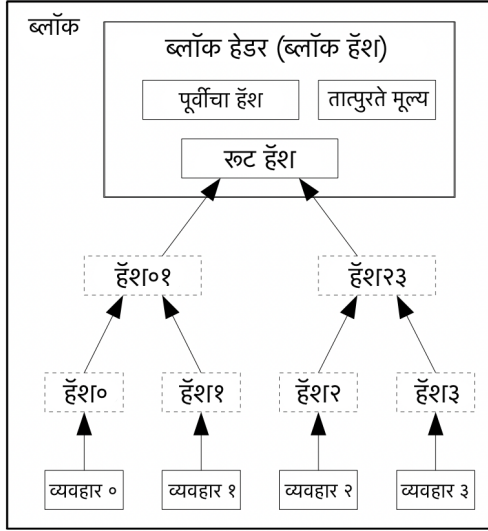 ब्लॉक
ब्लॉक हेडर (ब्लॉक हॅश)
पूर्वीचा हॅश
तात्पुरते मूल्य
रूट हॅश
हॅश०१
हॅश२३
हॅश०
हॅश१
हॅश२
हॅश३
व्यवहार ०
व्यवहार १
व्यवहार २
व्यवहार ३